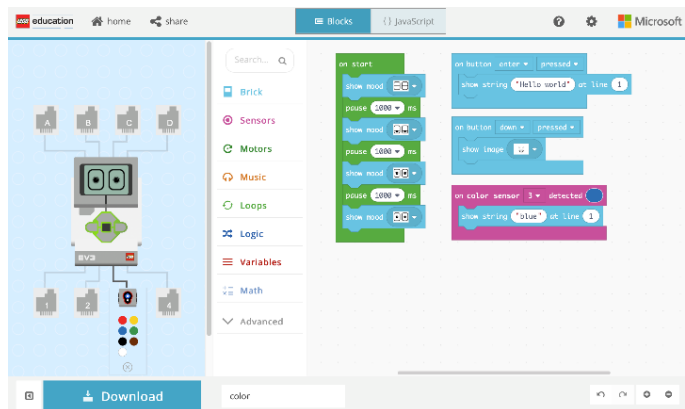 LEGO education home share Blocks {} JavaScript Microsoft
Search...
Brick
Sensors
Motors
Music
Loops
Logic
Variables
Math
Advanced
A B C D
EV3
1 2 4
on start
show mood
pause 1000 ms
show mood
pause 1000 ms
show mood
pause 1000 ms
show mood
on button enter pressed
show string "Hello world" at line 1
on button down pressed
show image
on color sensor 3 detected
show string "blue" at line 1
Download
color